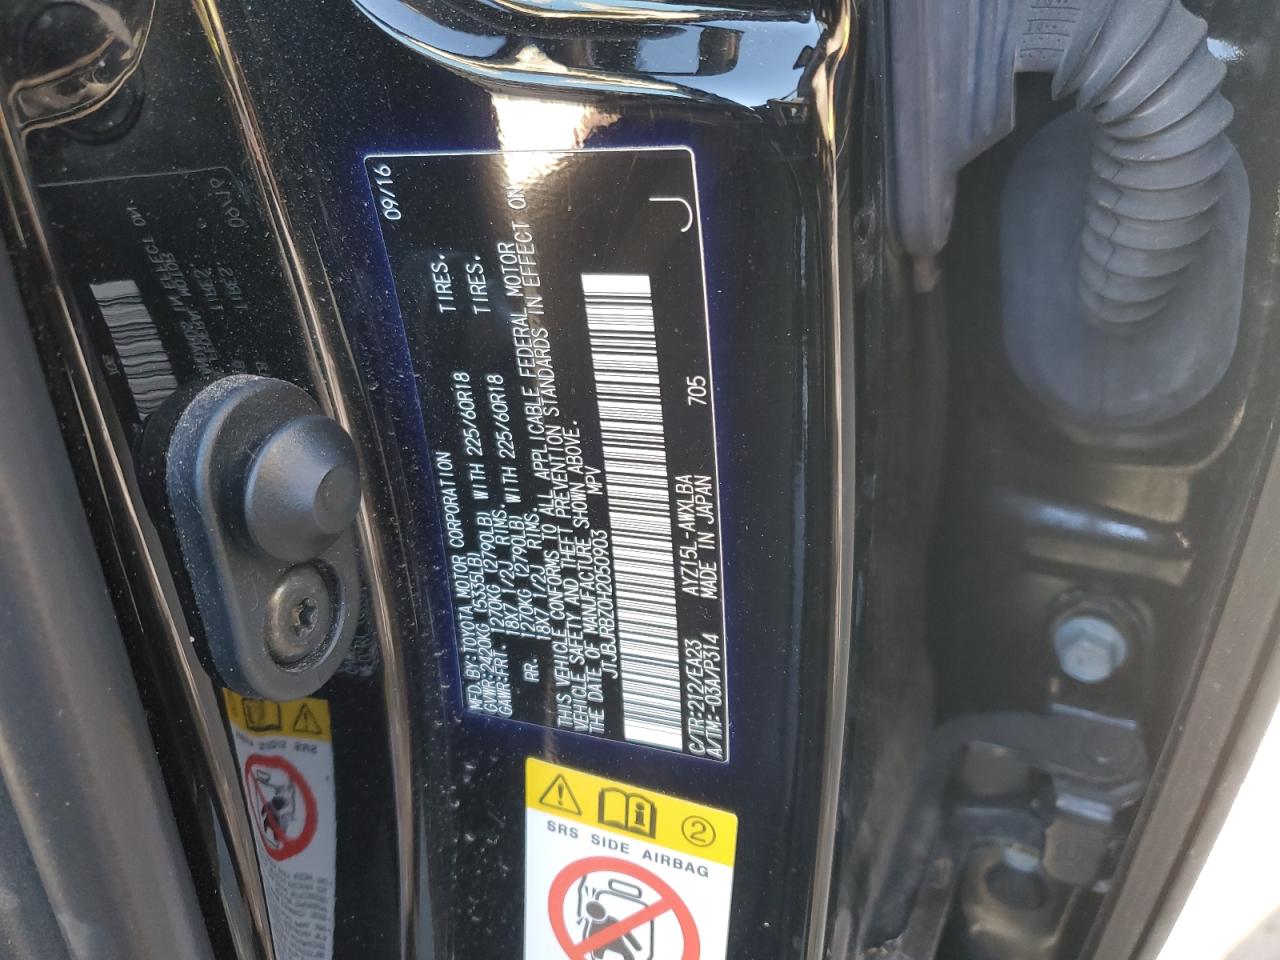 MFD.BY:TOYOTA MOTOR CORPORATION 09/16
GVWR:2420KG (5335LB)
GAWR:FR. 1270KG (2790LB) WITH 225/60R18 TIRES.
18X7 1/2J RIMS.
RR. 1270KG (2790LB) WITH 225/60R18 TIRES.
18X7 1/2J RIMS.
THIS VEHICLE CONFORMS TO ALL APPLICABLE FEDERAL MOTOR
VEHICLE SAFETY AND THEFT PREVENTION STANDARDS IN EFFECT ON
THE DATE OF MANUFACTURE SHOWN ABOVE.
JTJBJRBZ0H2050903 MPV
C/TR:212/EA23 AYZ15L-AWXLBA
A/TM:-03A/P314 MADE IN JAPAN 705
J
2
SRS SIDE AIRBAG